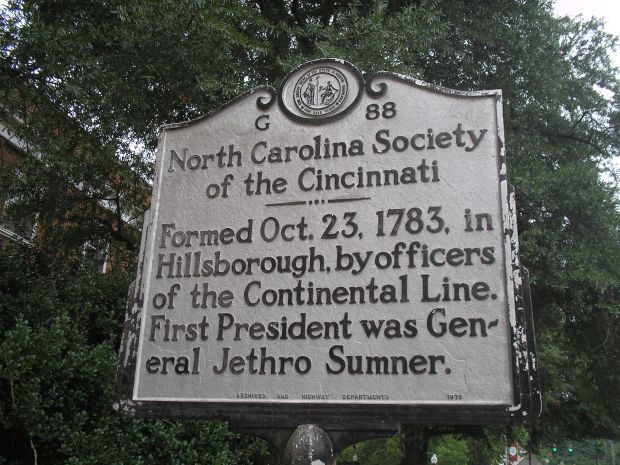 G 88
North Carolina Society
of the Cincinnati
Formed Oct. 23, 1783, in
Hillsborough, by officers
of the Continental Line.
First President was Gen-
eral Jethro Sumner.
ARCHIVES AND HIGHWAY DEPARTMENTS 1970